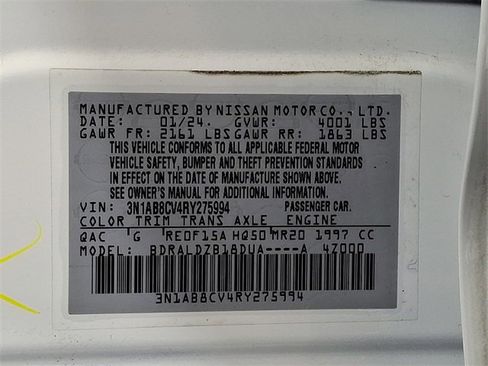 MANUFACTURED BY NISSAN MOTOR CO., LTD.
DATE: 01/24 GVWR: 4001 LBS
GAWR FR: 2161 LBS GAWR RR: 1863 LBS
THIS VEHICLE CONFORMS TO ALL APPLICABLE FEDERAL MOTOR
VEHICLE SAFETY, BUMPER AND THEFT PREVENTION STANDARDS
IN EFFECT ON THE DATE OF MANUFACTURE SHOWN ABOVE.
SEE OWNER'S MANUAL FOR ADDITIONAL INFORMATION.
VIN: 3N1AB8CV4RY275994 PASSENGER CAR.
COLOR TRIM TRANS AXLE ENGINE
QAC G RE0F15A HQ50 MR20 1997 CC
MODEL: BDRALDZB18DUA----A 4Z000
3N1AB8CV4RY275994